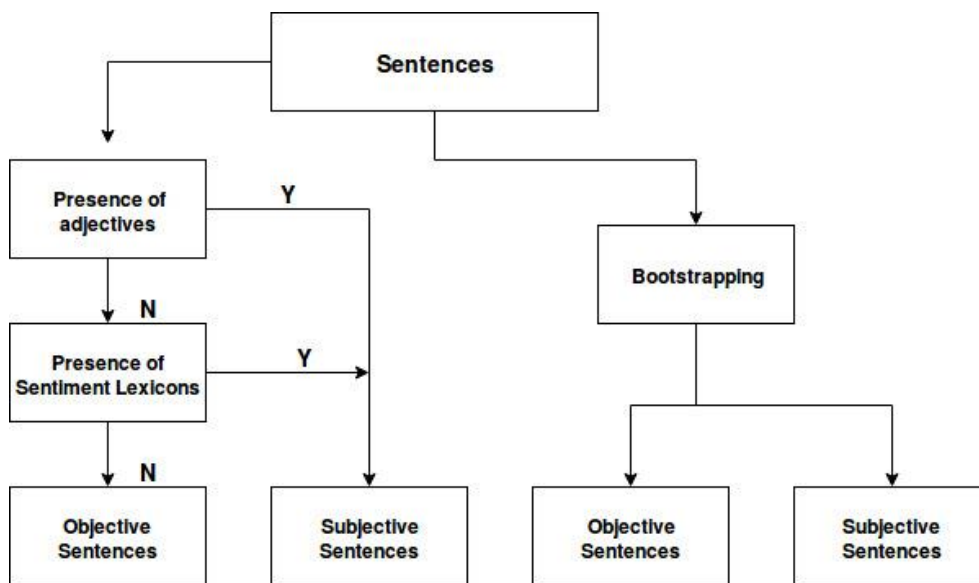 Sentences
Presence of
adjectives
Y
Bootstrapping
N
Presence of
Sentiment Lexicons
Y
N
Objective
Sentences
Subjective
Sentences
Objective
Sentences
Subjective
Sentences